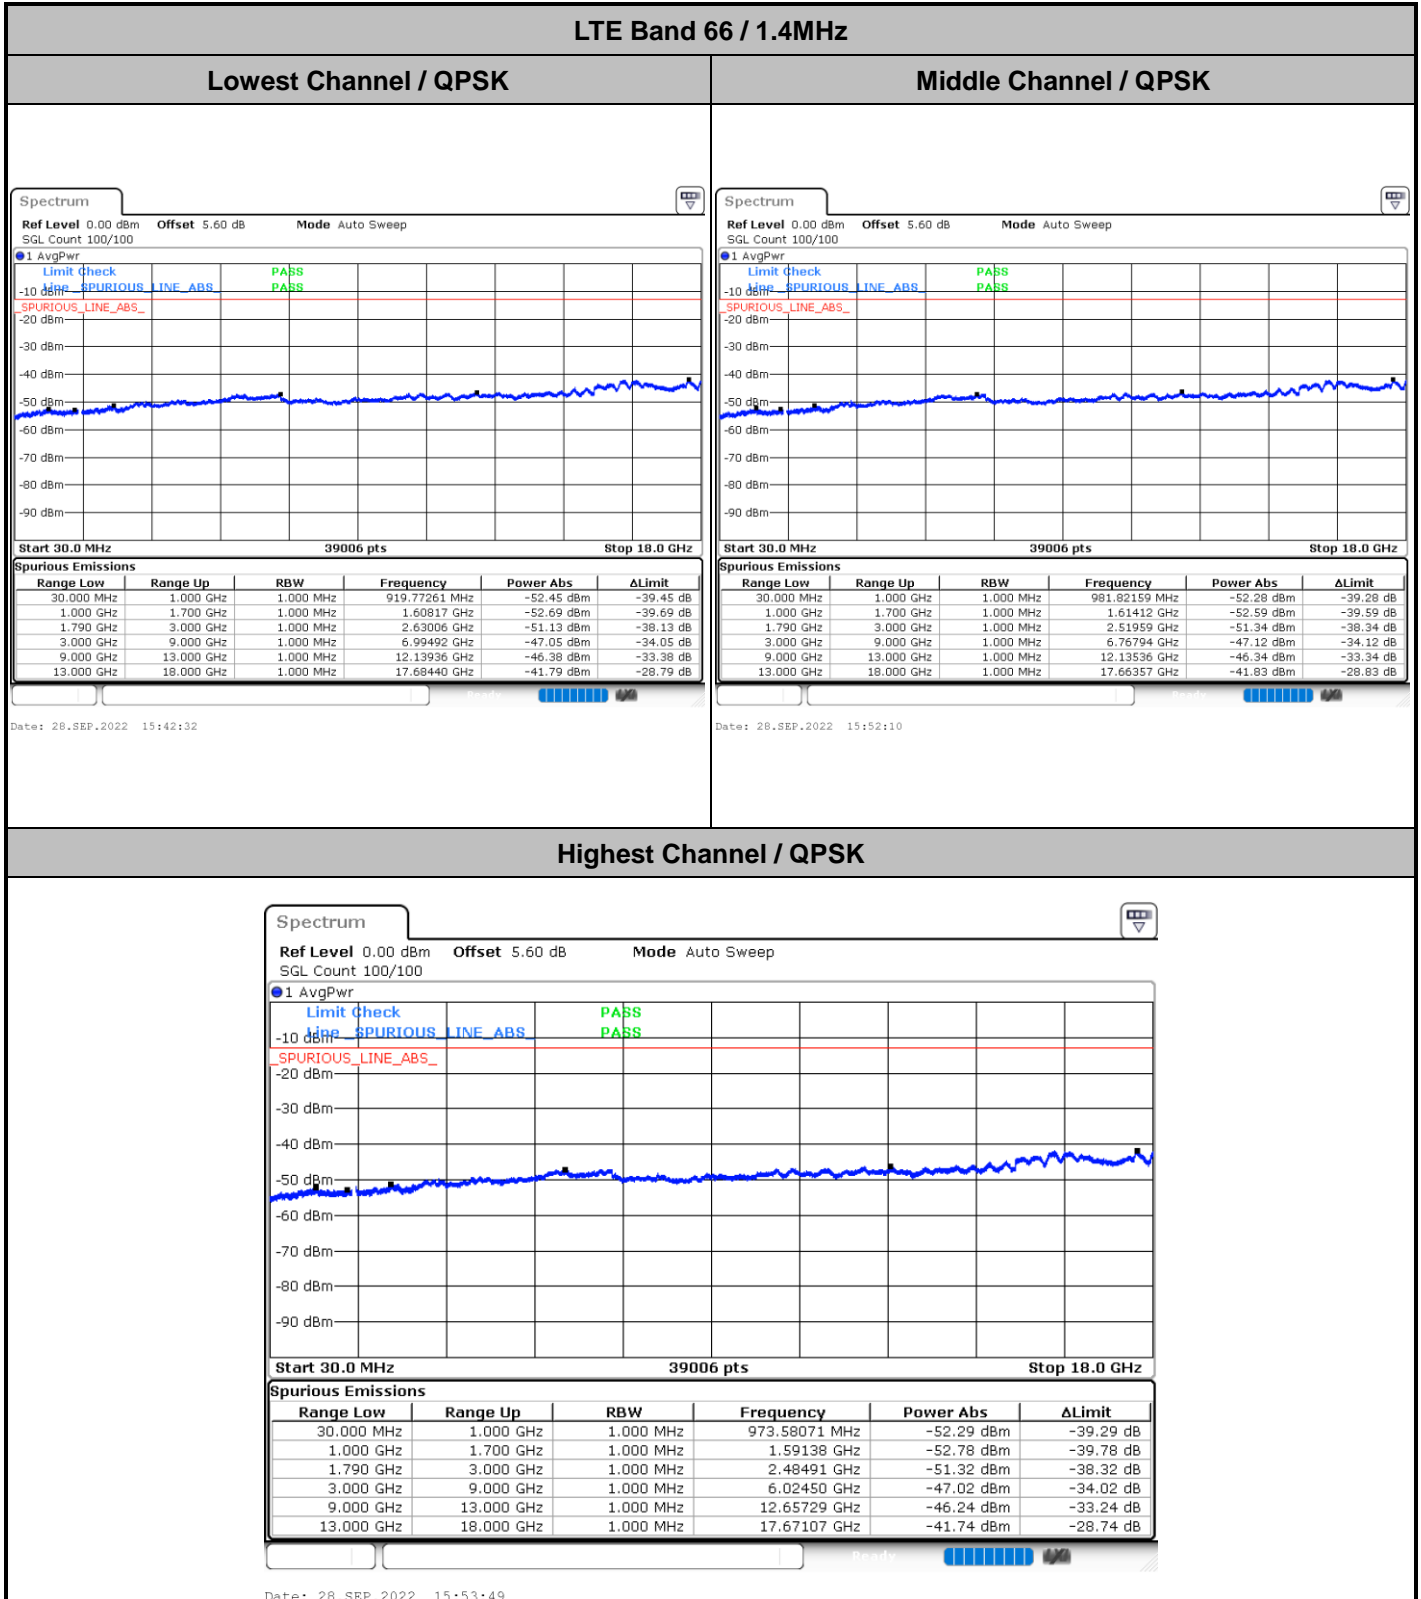 LTE Band 66 / 1.4MHz
Lowest Channel / QPSK
Middle Channel / QPSK
Spectrum
Ref Level 0.00 dBm Offset 5.60 dB Mode Auto Sweep
SGL Count 100/100
1 AvgPwr
Limit Check PASS
-10 dBm Line _SPURIOUS_LINE_ABS_ PASS
_SPURIOUS_LINE_ABS_
-20 dBm
-30 dBm
-40 dBm
-50 dBm
-60 dBm
-70 dBm
-80 dBm
-90 dBm
Start 30.0 MHz 39006 pts Stop 18.0 GHz
Spurious Emissions
Range Low Range Up RBW Frequency Power Abs ΔLimit
30.000 MHz 1.000 GHz 1.000 MHz 919.77261 MHz -52.45 dBm -39.45 dB
1.000 GHz 1.700 GHz 1.000 MHz 1.60817 GHz -52.69 dBm -39.69 dB
1.790 GHz 3.000 GHz 1.000 MHz 2.63006 GHz -51.13 dBm -38.13 dB
3.000 GHz 9.000 GHz 1.000 MHz 6.99492 GHz -47.05 dBm -34.05 dB
9.000 GHz 13.000 GHz 1.000 MHz 12.13936 GHz -46.38 dBm -33.38 dB
13.000 GHz 18.000 GHz 1.000 MHz 17.68440 GHz -41.79 dBm -28.79 dB
Ready
Date: 28.SEP.2022 15:42:32
Spectrum
Ref Level 0.00 dBm Offset 5.60 dB Mode Auto Sweep
SGL Count 100/100
1 AvgPwr
Limit Check PASS
-10 dBm Line _SPURIOUS_LINE_ABS_ PASS
_SPURIOUS_LINE_ABS_
-20 dBm
-30 dBm
-40 dBm
-50 dBm
-60 dBm
-70 dBm
-80 dBm
-90 dBm
Start 30.0 MHz 39006 pts Stop 18.0 GHz
Spurious Emissions
Range Low Range Up RBW Frequency Power Abs ΔLimit
30.000 MHz 1.000 GHz 1.000 MHz 981.82159 MHz -52.28 dBm -39.28 dB
1.000 GHz 1.700 GHz 1.000 MHz 1.61412 GHz -52.59 dBm -39.59 dB
1.790 GHz 3.000 GHz 1.000 MHz 2.51959 GHz -51.34 dBm -38.34 dB
3.000 GHz 9.000 GHz 1.000 MHz 6.76794 GHz -47.12 dBm -34.12 dB
9.000 GHz 13.000 GHz 1.000 MHz 12.13536 GHz -46.34 dBm -33.34 dB
13.000 GHz 18.000 GHz 1.000 MHz 17.66357 GHz -41.83 dBm -28.83 dB
Ready
Date: 28.SEP.2022 15:52:10
Highest Channel / QPSK
Spectrum
Ref Level 0.00 dBm Offset 5.60 dB Mode Auto Sweep
SGL Count 100/100
1 AvgPwr
Limit Check PASS
-10 dBm Line _SPURIOUS_LINE_ABS_ PASS
_SPURIOUS_LINE_ABS_
-20 dBm
-30 dBm
-40 dBm
-50 dBm
-60 dBm
-70 dBm
-80 dBm
-90 dBm
Start 30.0 MHz 39006 pts Stop 18.0 GHz
Spurious Emissions
Range Low Range Up RBW Frequency Power Abs ΔLimit
30.000 MHz 1.000 GHz 1.000 MHz 973.58071 MHz -52.29 dBm -39.29 dB
1.000 GHz 1.700 GHz 1.000 MHz 1.59138 GHz -52.78 dBm -39.78 dB
1.790 GHz 3.000 GHz 1.000 MHz 2.48491 GHz -51.32 dBm -38.32 dB
3.000 GHz 9.000 GHz 1.000 MHz 6.02450 GHz -47.02 dBm -34.02 dB
9.000 GHz 13.000 GHz 1.000 MHz 12.65729 GHz -46.24 dBm -33.24 dB
13.000 GHz 18.000 GHz 1.000 MHz 17.67107 GHz -41.74 dBm -28.74 dB
Ready
Date: 28.SEP.2022 15:53:49